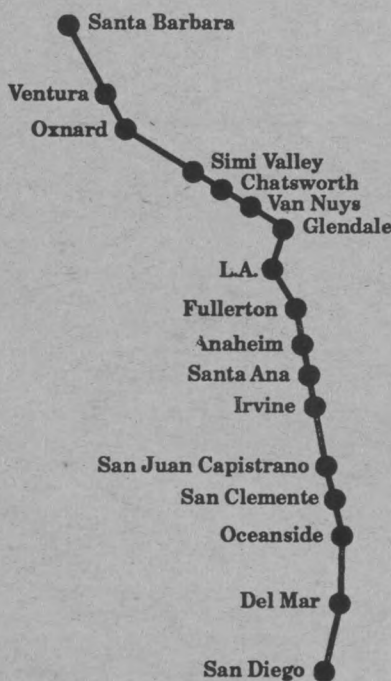 Santa Barbara
Ventura
Oxnard
Simi Valley
Chatsworth
Van Nuys
Glendale
L.A.
Fullerton
Anaheim
Santa Ana
Irvine
San Juan Capistrano
San Clemente
Oceanside
Del Mar
San Diego